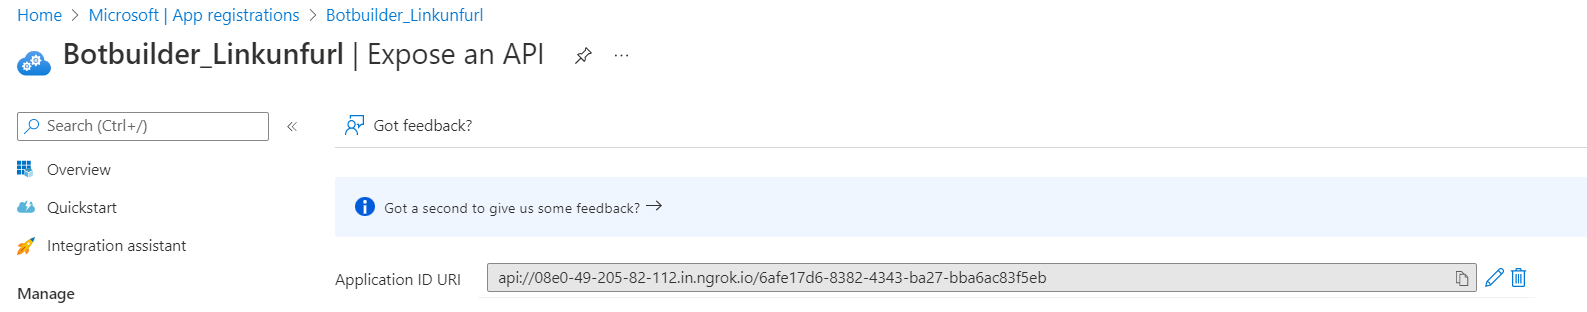 Home > Microsoft | App registrations > Botbuilder_Linkunfurl
Botbuilder_Linkunfurl | Expose an API ...
Search (Ctrl+/) «
Got feedback?
Overview
Quickstart
Integration assistant
Manage
Got a second to give us some feedback? →
Application ID URI api://08e0-49-205-82-112.in.ngrok.io/6afe17d6-8382-4343-ba27-bba6ac83f5eb